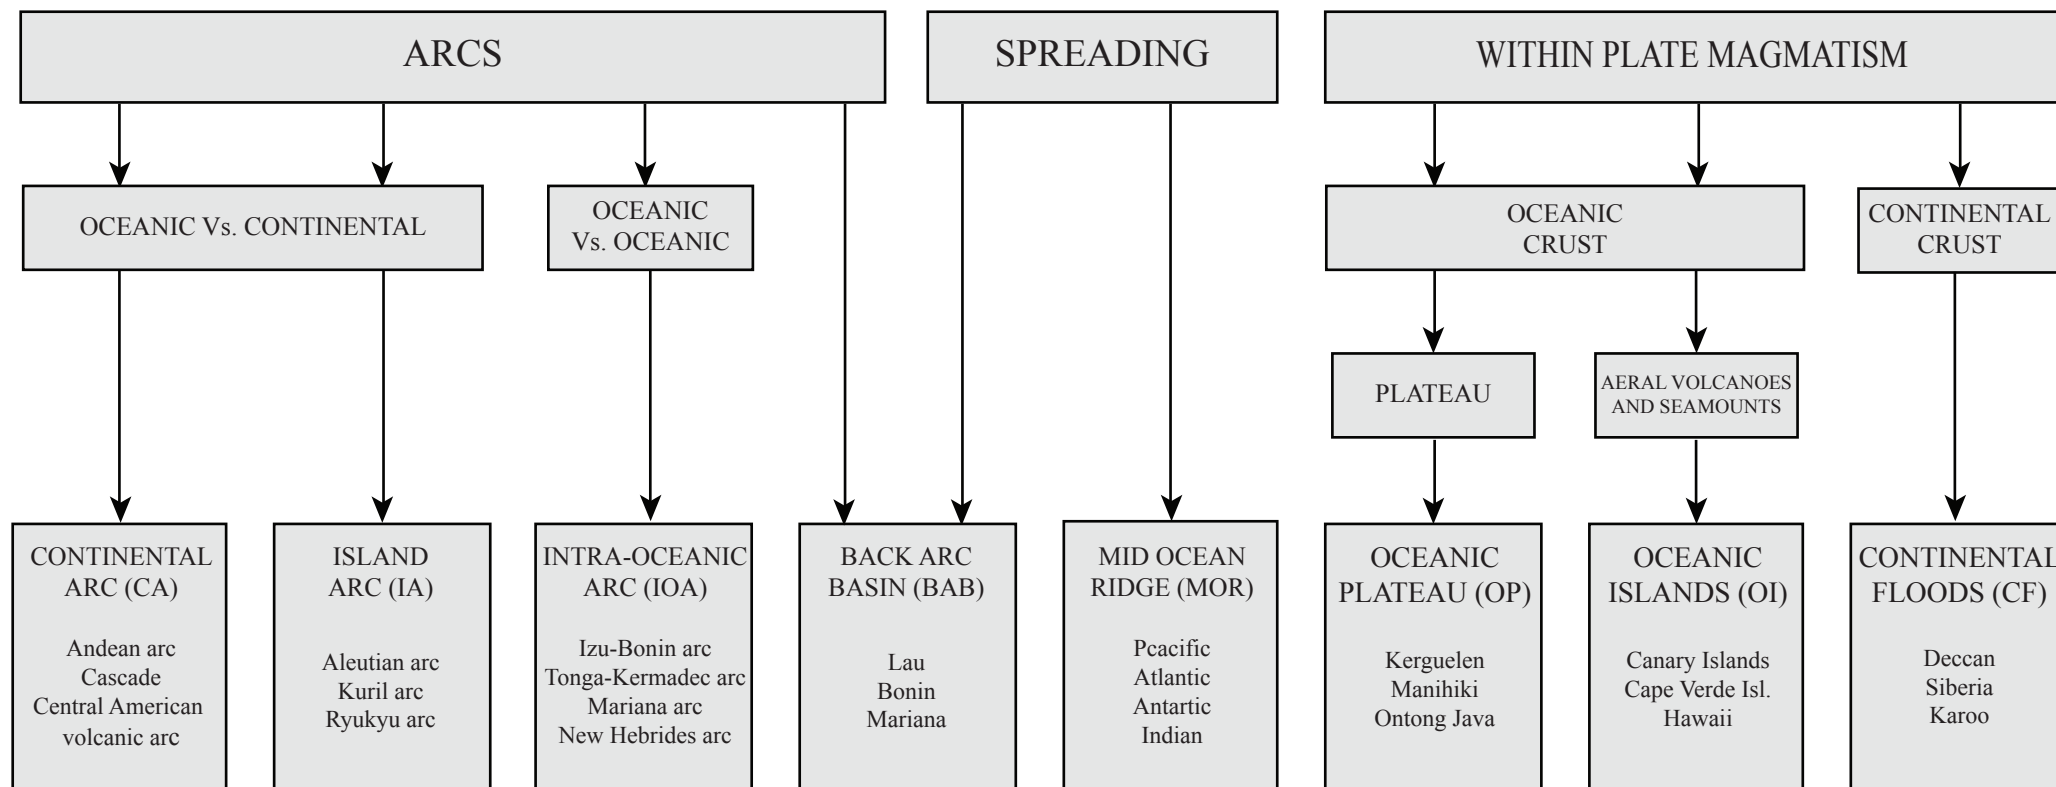 ARCS
SPREADING
WITHIN PLATE MAGMATISM
OCEANIC Vs. CONTINENTAL
OCEANIC
Vs. OCEANIC
OCEANIC
CRUST
CONTINENTAL
CRUST
PLATEAU
AERAL VOLCANOES
AND SEAMOUNTS
CONTINENTAL
ARC (CA)
Andean arc
Cascade
Central American
volcanic arc
ISLAND
ARC (IA)
Aleutian arc
Kuril arc
Ryukyu arc
INTRA-OCEANIC
ARC (IOA)
Izu-Bonin arc
Tonga-Kermadec arc
Mariana arc
New Hebrides arc
BACK ARC
BASIN (BAB)
Lau
Bonin
Mariana
MID OCEAN
RIDGE (MOR)
Pcacific
Atlantic
Antartic
Indian
OCEANIC
PLATEAU (OP)
Kerguelen
Manihiki
Ontong Java
OCEANIC
ISLANDS (OI)
Canary Islands
Cape Verde Isl.
Hawaii
CONTINENTAL
FLOODS (CF)
Deccan
Siberia
Karoo